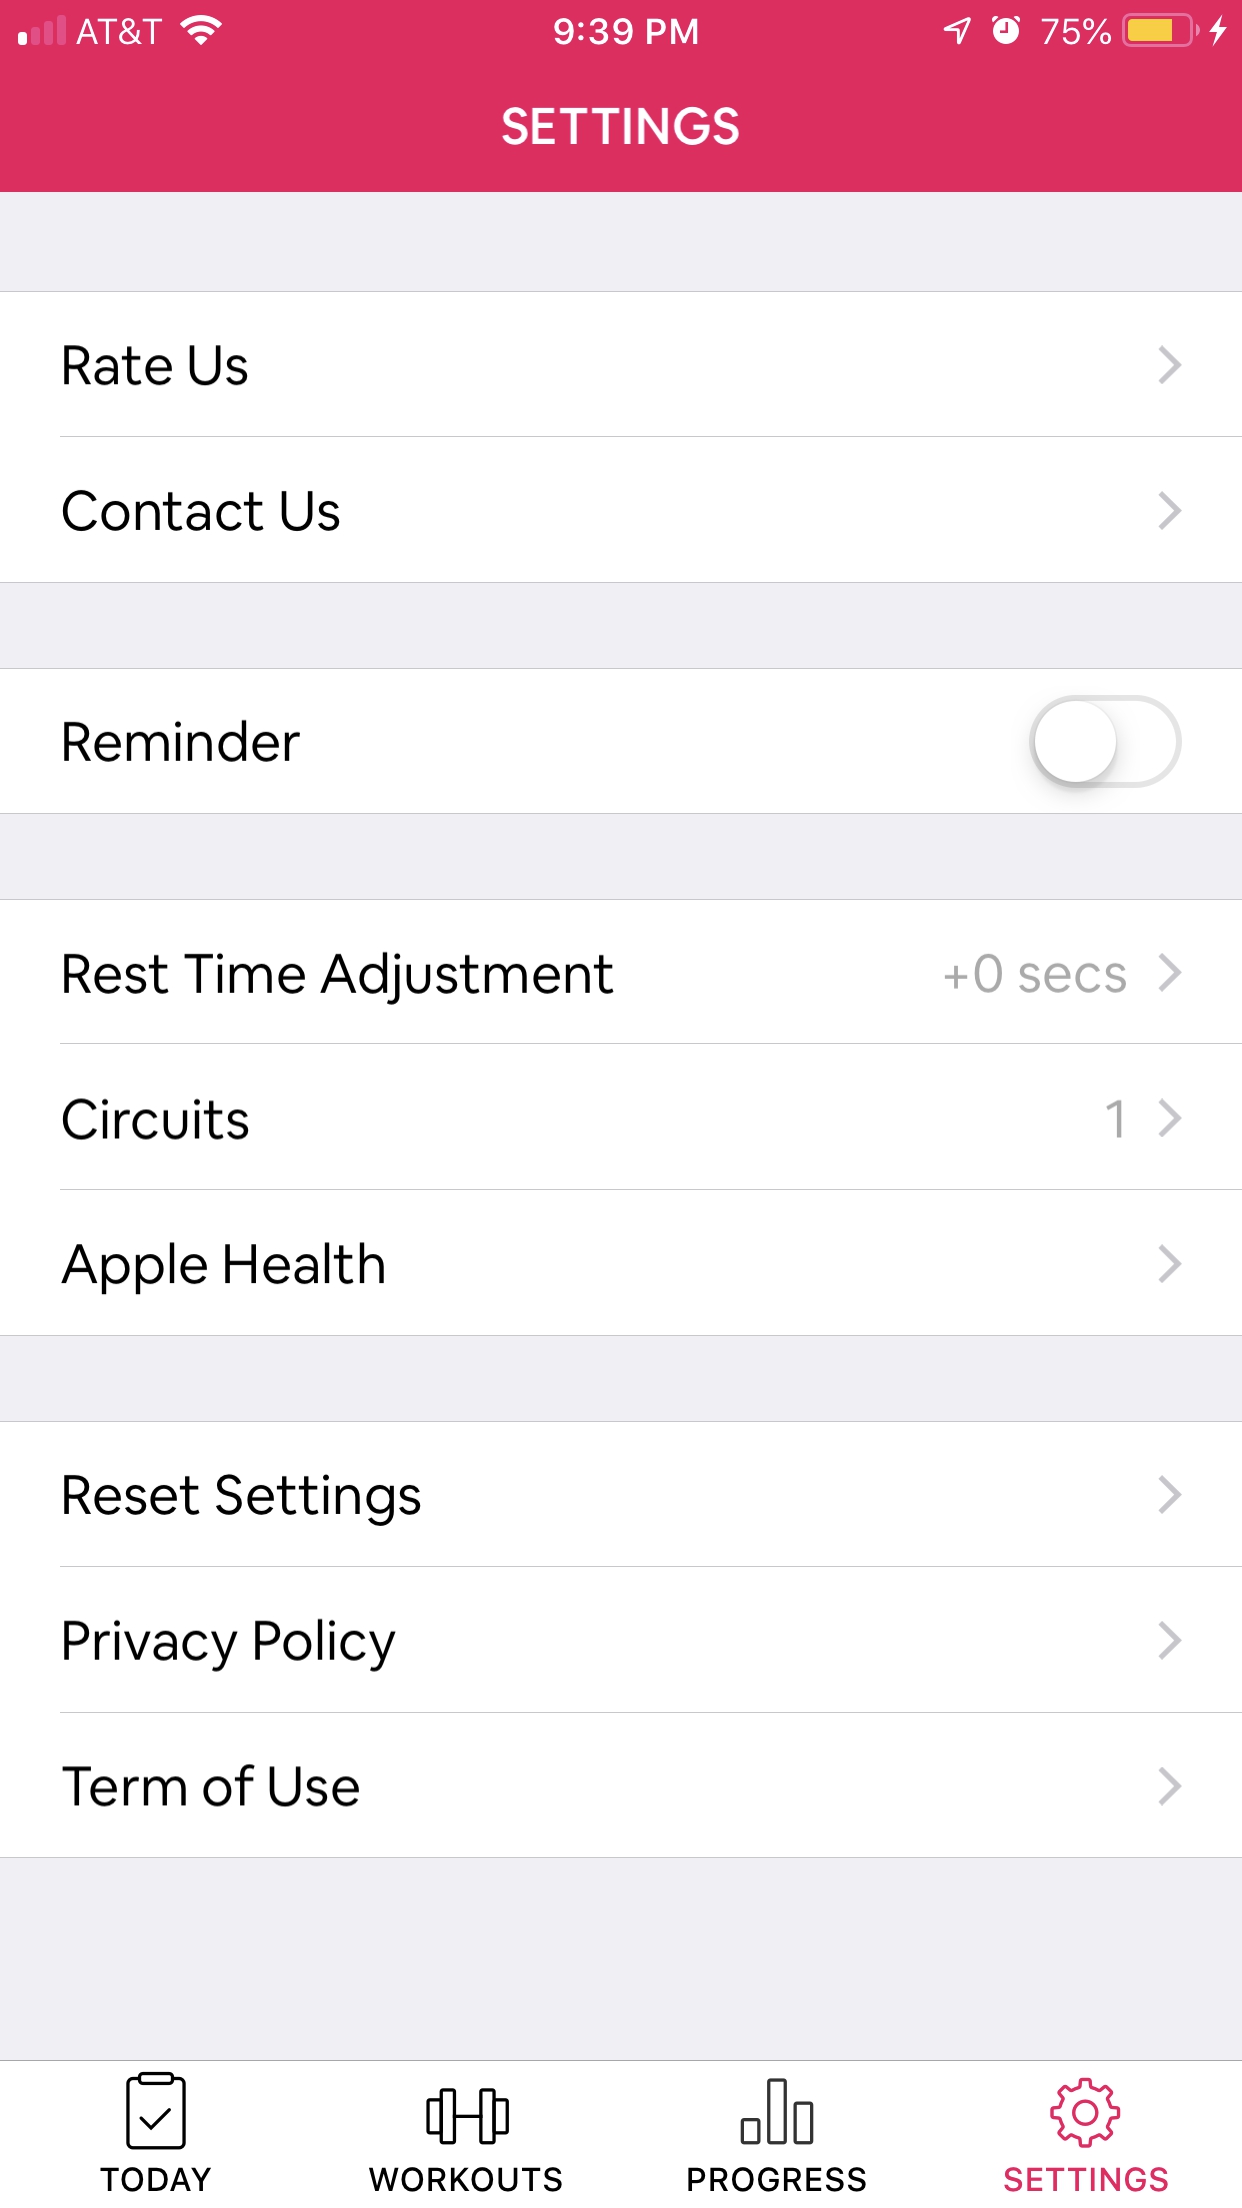 AT&T 9:39 PM 75%
SETTINGS
Rate Us
Contact Us
Reminder
Rest Time Adjustment +0 secs
Circuits 1
Apple Health
Reset Settings
Privacy Policy
Term of Use
TODAY WORKOUTS PROGRESS SETTINGS